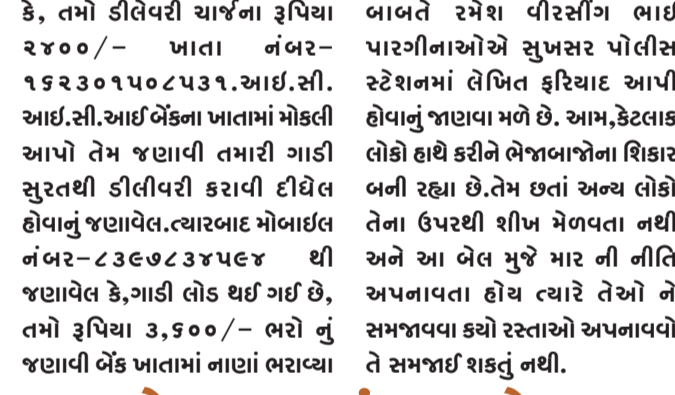 કે, તમો ડીલેવરી ચાર્જના રૂપિયા
૨૪૦૦/- ખાતા નંબર-
૧૬૨૩૦૧૫૦૮૫૩૧.આઇ.સી.
આઇ.સી.આઈ બેંકના ખાતામાં મોકલી
આપો તેમ જણાવી તમારી ગાડી
સુરતથી ડીલીવરી કરાવી દીધેલ
હોવાનું જણાવેલ.ત્યારબાદ મોબાઇલ
નંબર-૮૩૯૭૮૩૪૫૯૪ થી
જણાવેલ કે,ગાડી લોડ થઈ ગઈ છે,
તમો રૂપિયા ૩,૬૦૦/- ભરો નું
જણાવી બેંક ખાતામાં નાણાં ભરાવ્યા
બાબતે રમેશ વીરસીંગ ભાઇ
પારગીનાઓએ સુખસર પોલીસ
સ્ટેશનમાં લેખિત ફરિયાદ આપી
હોવાનું જાણવા મળે છે. આમ,કેટલાક
લોકો હાથે કરીને ભેજાબાજોના શિકાર
બની રહ્યા છે.તેમ છતાં અન્ય લોકો
તેના ઉપરથી શીખ મેળવતા નથી
અને આ બેલ મુજે માર ની નીતિ
અપનાવતા હોય ત્યારે તેઓ ને
સમજાવવા કયો રસ્તાઓ અપનાવવો
તે સમજાઈ શકતું નથી.